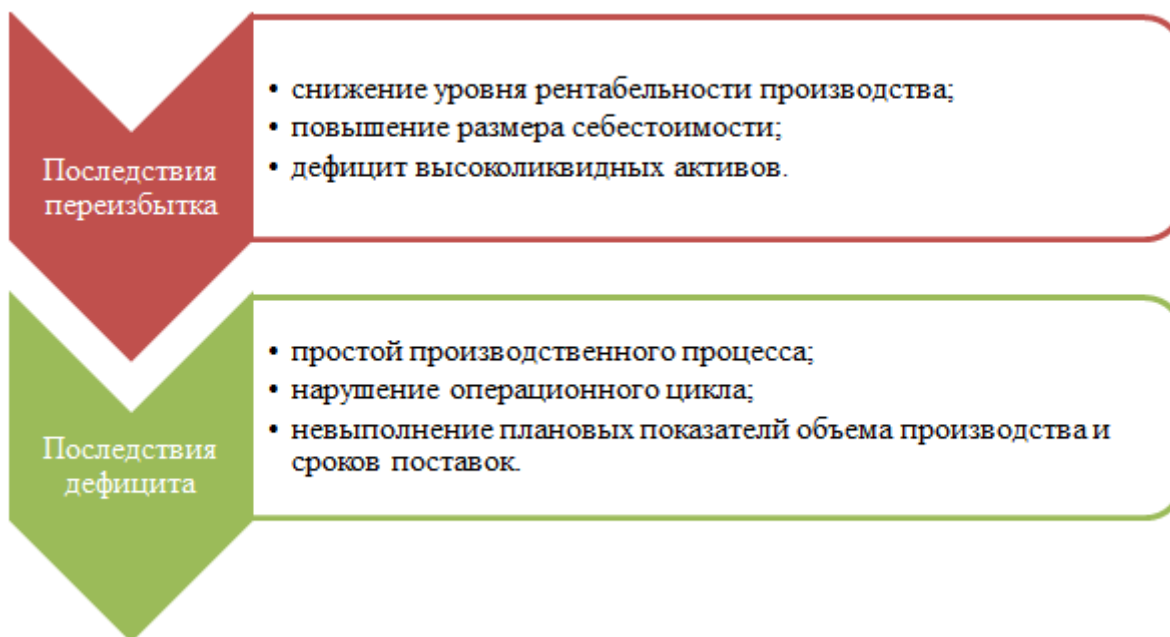 Последствия
переизбытка
• снижение уровня рентабельности производства;
• повышение размера себестоимости;
• дефицит высоколиквидных активов.
Последствия
дефицита
• простой производственного процесса;
• нарушение операционного цикла;
• невыполнение плановых показателй объема производства и
сроков поставок.